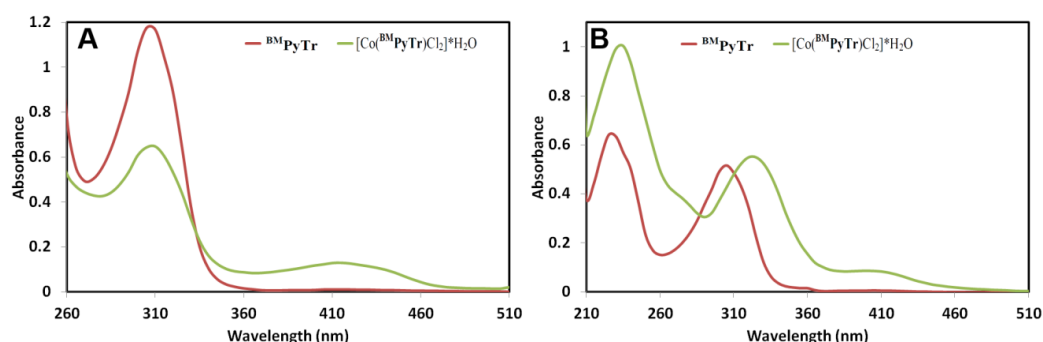 A
ᴮᴹPyTr
[Co(ᴮᴹPyTr)Cl₂]*H₂O
Absorbance
1.2
1
0.8
0.6
0.4
0.2
0
260 310 360 410 460 510
Wavelength (nm)
B
ᴮᴹPyTr
[Co(ᴮᴹPyTr)Cl₂]*H₂O
Absorbance
1
0.8
0.6
0.4
0.2
0
210 260 310 360 410 460 510
Wavelength (nm)